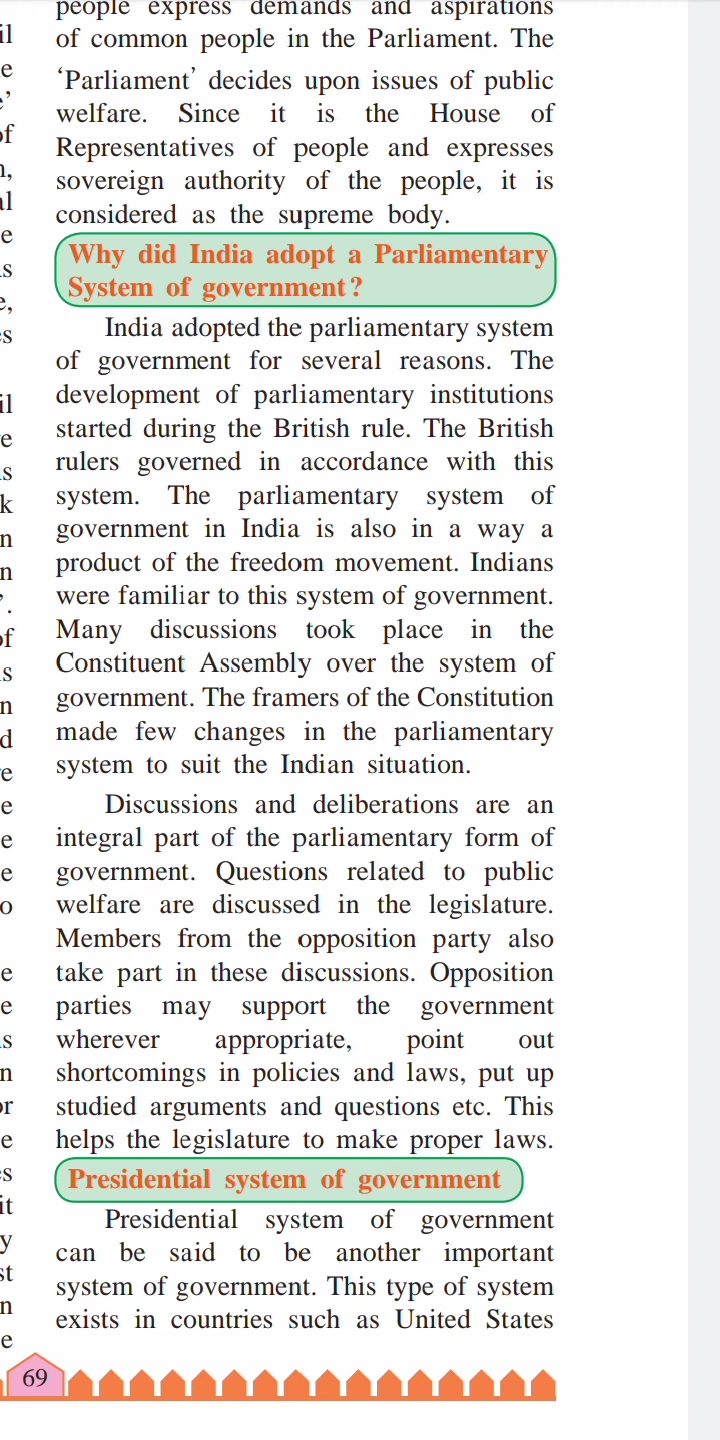 people express demands and aspirations
of common people in the Parliament. The
‘Parliament’ decides upon issues of public
welfare. Since it is the House of
Representatives of people and expresses
sovereign authority of the people, it is
considered as the supreme body.
Why did India adopt a Parliamentary
System of government?
India adopted the parliamentary system
of government for several reasons. The
development of parliamentary institutions
started during the British rule. The British
rulers governed in accordance with this
system. The parliamentary system of
government in India is also in a way a
product of the freedom movement. Indians
were familiar to this system of government.
Many discussions took place in the
Constituent Assembly over the system of
government. The framers of the Constitution
made few changes in the parliamentary
system to suit the Indian situation.
Discussions and deliberations are an
integral part of the parliamentary form of
government. Questions related to public
welfare are discussed in the legislature.
Members from the opposition party also
take part in these discussions. Opposition
parties may support the government
wherever appropriate, point out
shortcomings in policies and laws, put up
studied arguments and questions etc. This
helps the legislature to make proper laws.
Presidential system of government
Presidential system of government
can be said to be another important
system of government. This type of system
exists in countries such as United States
69